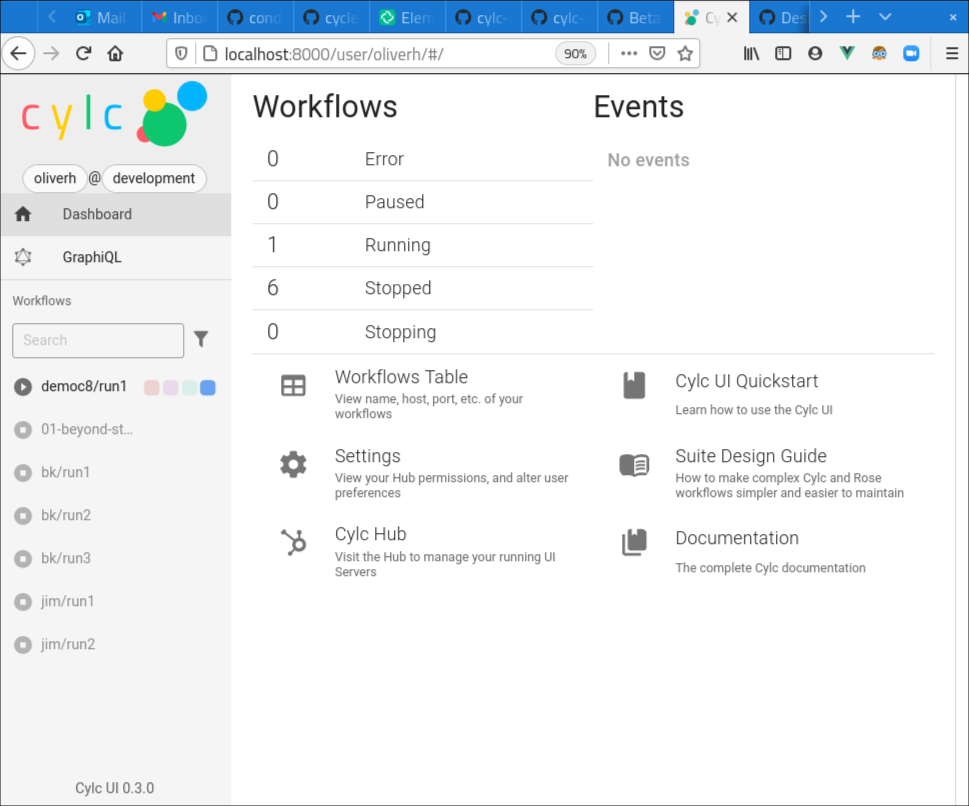 Mail
Inbo
cond
cycle
Elem
cylc-
cylc-
Beta
Cy
Des
localhost:8000/user/oliverh/#/
90%
cylc
oliverh @ development
Dashboard
GraphiQL
Workflows
Search
democ8/run1
01-beyond-st...
bk/run1
bk/run2
bk/run3
jim/run1
jim/run2
Cylc UI 0.3.0
Workflows
0 Error
0 Paused
1 Running
6 Stopped
0 Stopping
Events
No events
Workflows Table
View name, host, port, etc. of your
workflows
Settings
View your Hub permissions, and alter user
preferences
Cylc Hub
Visit the Hub to manage your running UI
Servers
Cylc UI Quickstart
Learn how to use the Cylc UI
Suite Design Guide
How to make complex Cylc and Rose
workflows simpler and easier to maintain
Documentation
The complete Cylc documentation